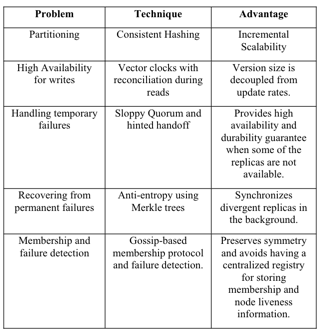 Problem Technique Advantage
Partitioning Consistent Hashing Incremental
Scalability
High Availability Vector clocks with Version size is
for writes reconciliation during decoupled from
reads update rates.
Handling temporary Sloppy Quorum and Provides high
failures hinted handoff availability and
durability guarantee
when some of the
replicas are not
available.
Recovering from Anti-entropy using Synchronizes
permanent failures Merkle trees divergent replicas in
the background.
Membership and Gossip-based Preserves symmetry
failure detection membership protocol and avoids having a
and failure detection. centralized registry
for storing
membership and
node liveness
information.